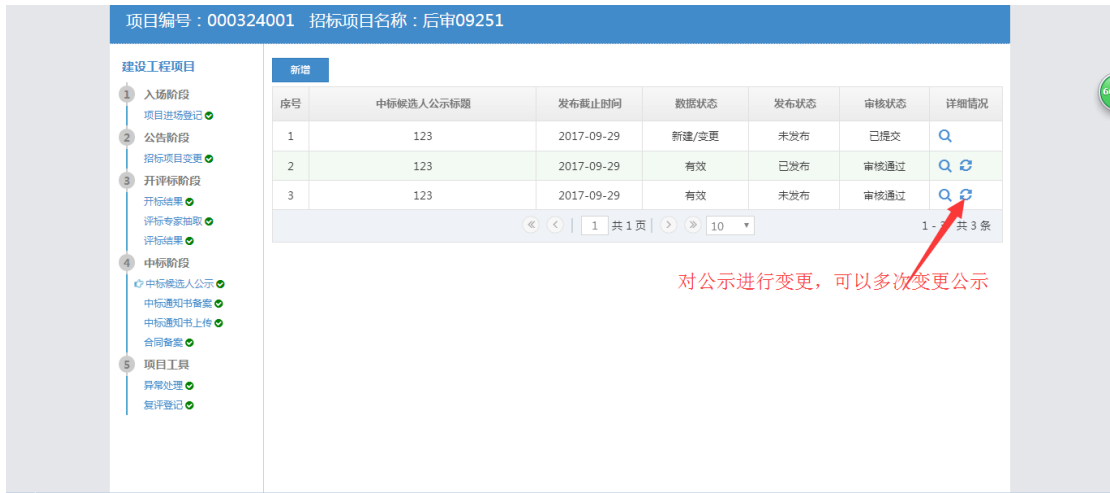 项目编号：000324001 招标项目名称：后审09251
建设工程项目
1 入场阶段
项目进场登记
2 公告阶段
招标项目变更
3 开评标阶段
开标结果
评标专家抽取
评标结果
4 中标阶段
中标候选人公示
中标通知书备案
中标通知书上传
合同备案
5 项目工具
异常处理
复评登记
新增
序号 中标候选人公示标题 发布截止时间 数据状态 发布状态 审核状态 详细情况
1 123 2017-09-29 新建/变更 未发布 已提交
2 123 2017-09-29 有效 已发布 审核通过
3 123 2017-09-29 有效 未发布 审核通过
1 共1页 10 1 - 3 共3条
对公示进行变更，可以多次变更公示